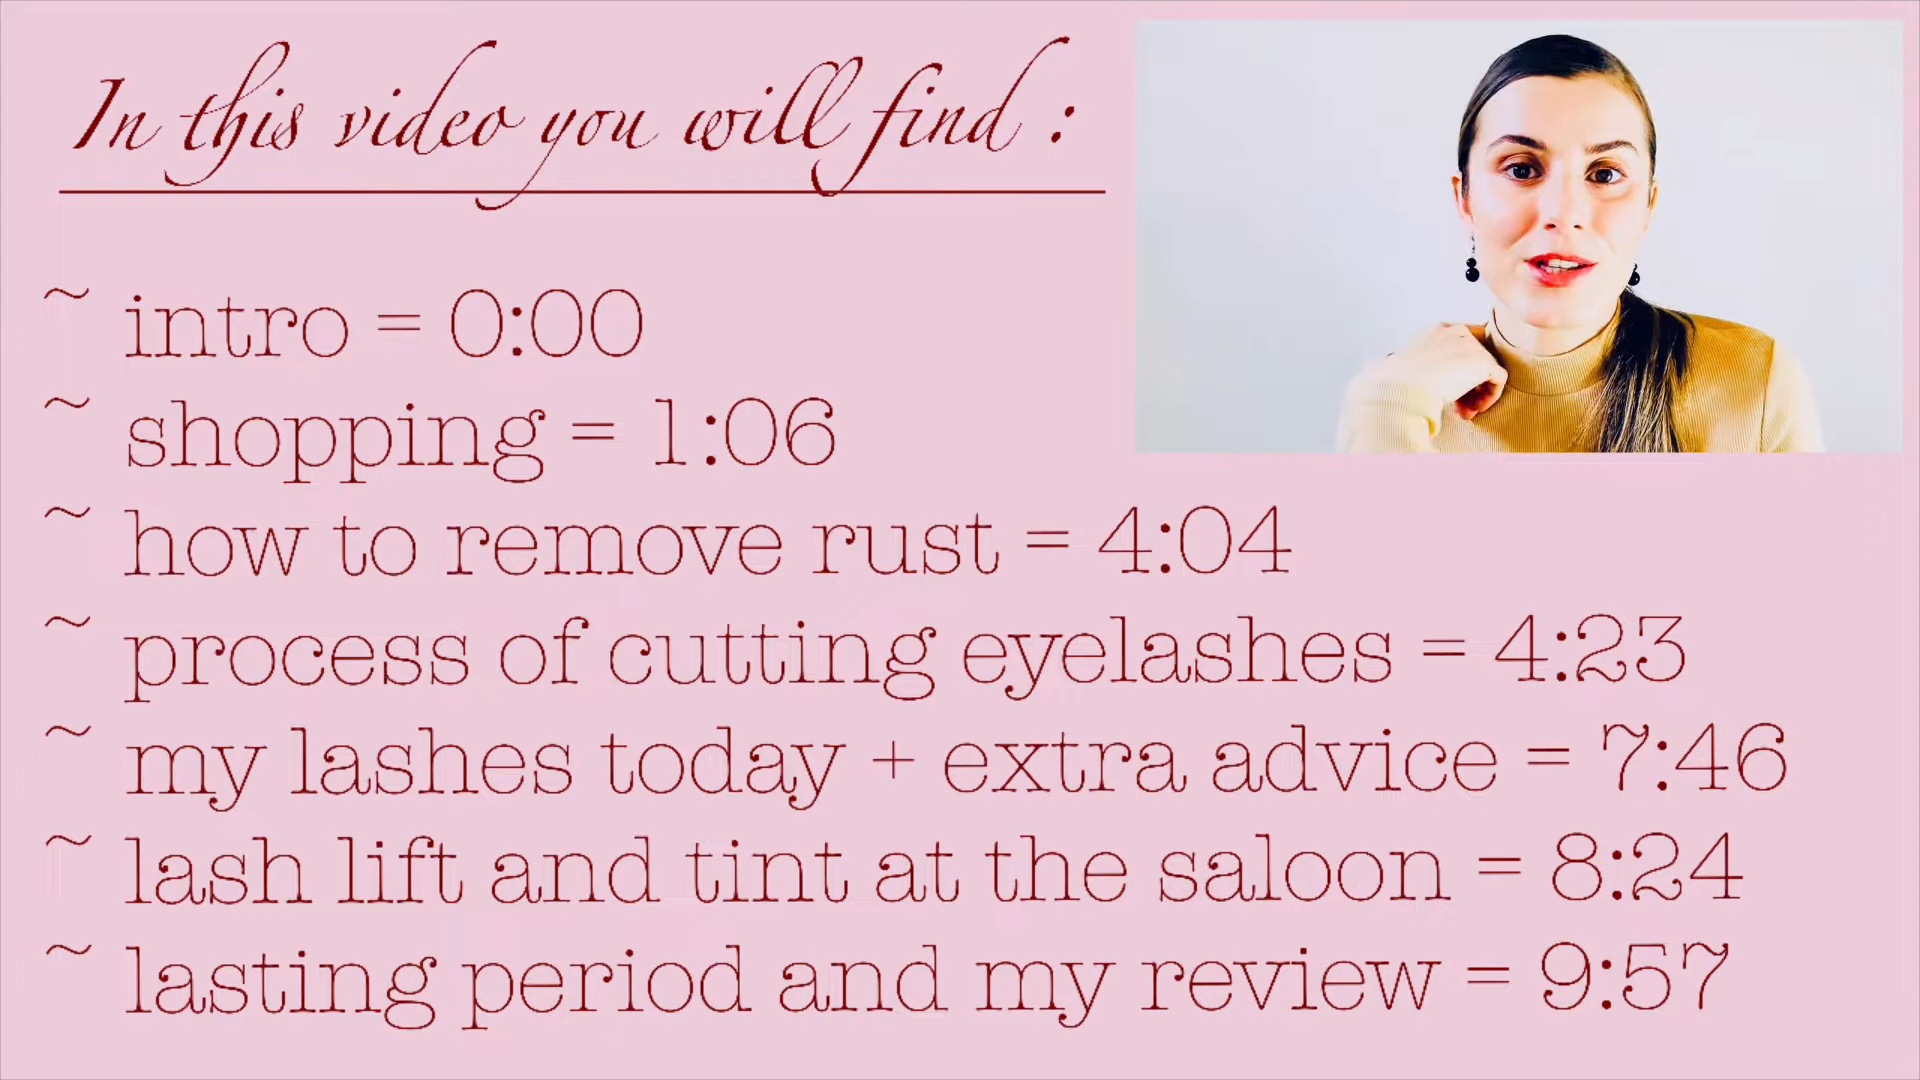 In this video you will find :
~ intro = 0:00
~ shopping = 1:06
~ how to remove rust = 4:04
~ process of cutting eyelashes = 4:23
~ my lashes today + extra advice = 7:46
~ lash lift and tint at the saloon = 8:24
~ lasting period and my review = 9:57